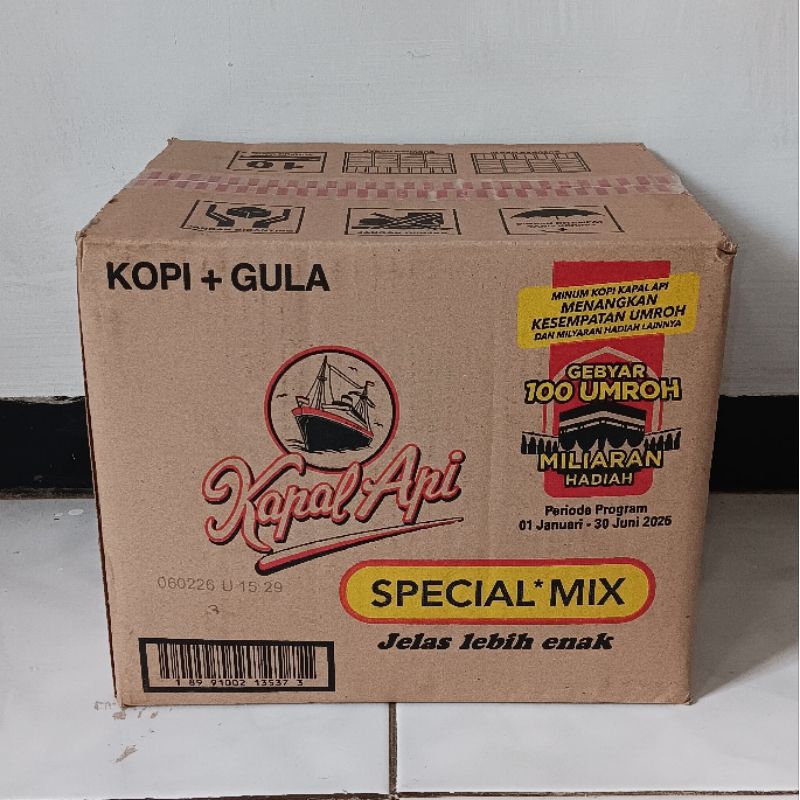 10
KOPI + GULA
MINUM KOPI KAPAL API
MENANGKAN
KESEMPATAN UMROH
DAN MILYARAN HADIAH LAINNYA
GEBYAR
100 UMROH
MILIARAN
HADIAH
Periode Program
01 Januari - 30 Juni 2026
Kapal Api
060226 U 15 29
3
SPECIAL* MIX
Jelas lebih enak
1 89 91002 13537 3